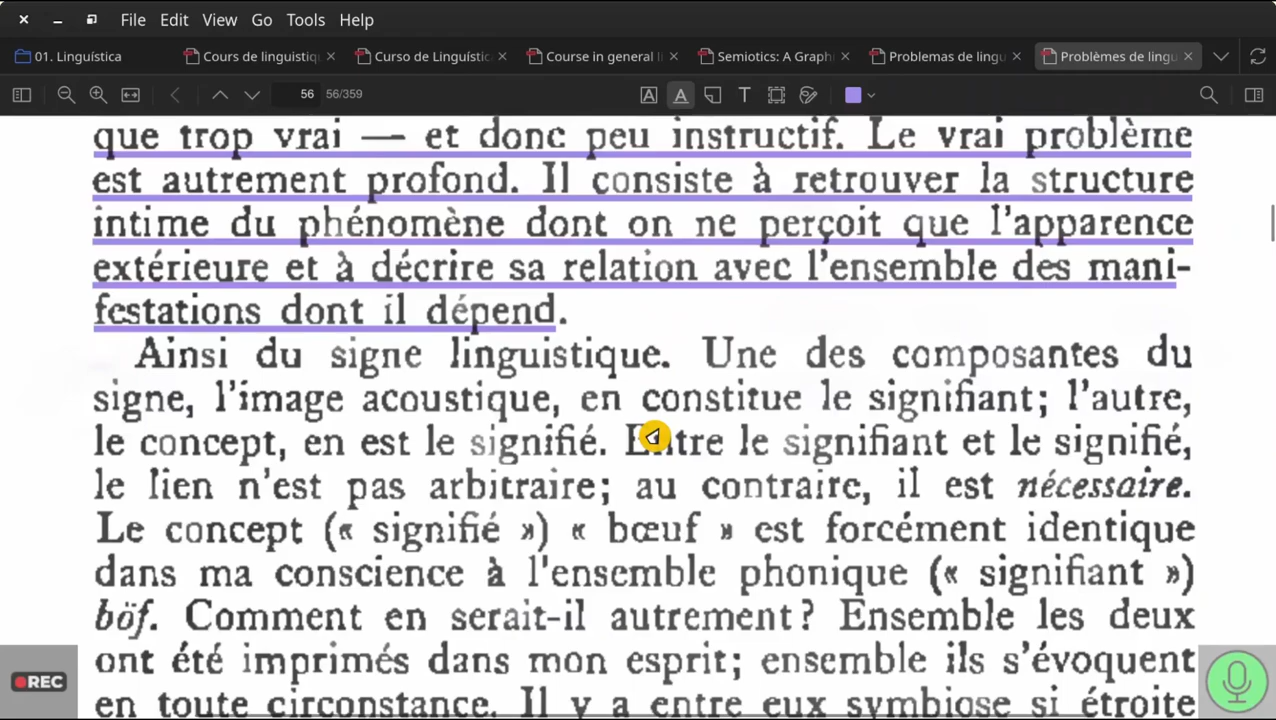 File Edit View Go Tools Help
01. Linguística Cours de linguistiq Curso de Linguístic Course in general li Semiotics: A Graph Problemas de lingu Problèmes de lingu
56 56/359
que trop vrai — et donc peu instructif. Le vrai problème
est autrement profond. Il consiste à retrouver la structure
intime du phénomène dont on ne perçoit que l'apparence
extérieure et à décrire sa relation avec l'ensemble des mani-
festations dont il dépend.
Ainsi du signe linguistique. Une des composantes du
signe, l'image acoustique, en constitue le signifiant; l'autre,
le concept, en est le signifié. Entre le signifiant et le signifié,
le lien n'est pas arbitraire; au contraire, il est nécessaire.
Le concept (« signifié ») « bœuf » est forcément identique
dans ma conscience à l'ensemble phonique (« signifiant »)
böf. Comment en serait-il autrement? Ensemble les deux
ont été imprimés dans mon esprit; ensemble ils s'évoquent
en toute circonstance. Il y a entre eux symbiose si étroite
REC